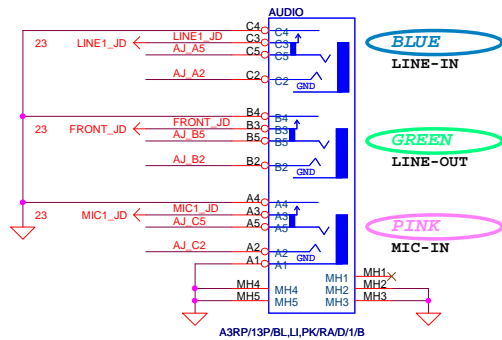 AUDIO
C4 C4
23 LINE1_JD LINE1_JD C3 C3
AJ_A5 C5 C5
AJ_A2 C2 C2
GND
BLUE
LINE-IN
B4 B4
23 FRONT_JD FRONT_JD B3 B3
AJ_B5 B5 B5
AJ_B2 B2 B2
GND
GREEN
LINE-OUT
A4 A4
23 MIC1_JD MIC1_JD A3 A3
AJ_C5 A5 A5
AJ_C2 A2 A2
GND
A1 A1
PINK
MIC-IN
MH1 MH1
MH4 MH4 MH2 MH2
MH5 MH5 MH3 MH3
A3RP/13P/BL,LI,PK/RA/D/1/B